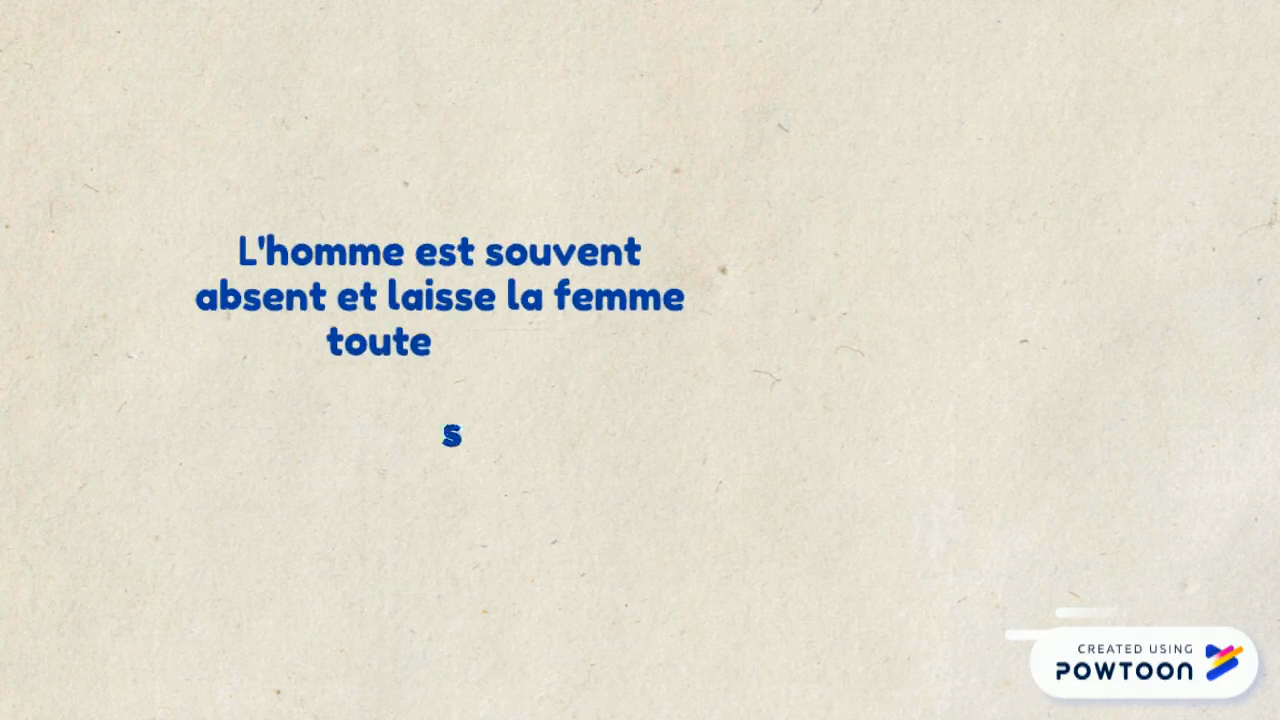 L'homme est souvent
absent et laisse la femme
toute
s
CREATED USING
POWTOON